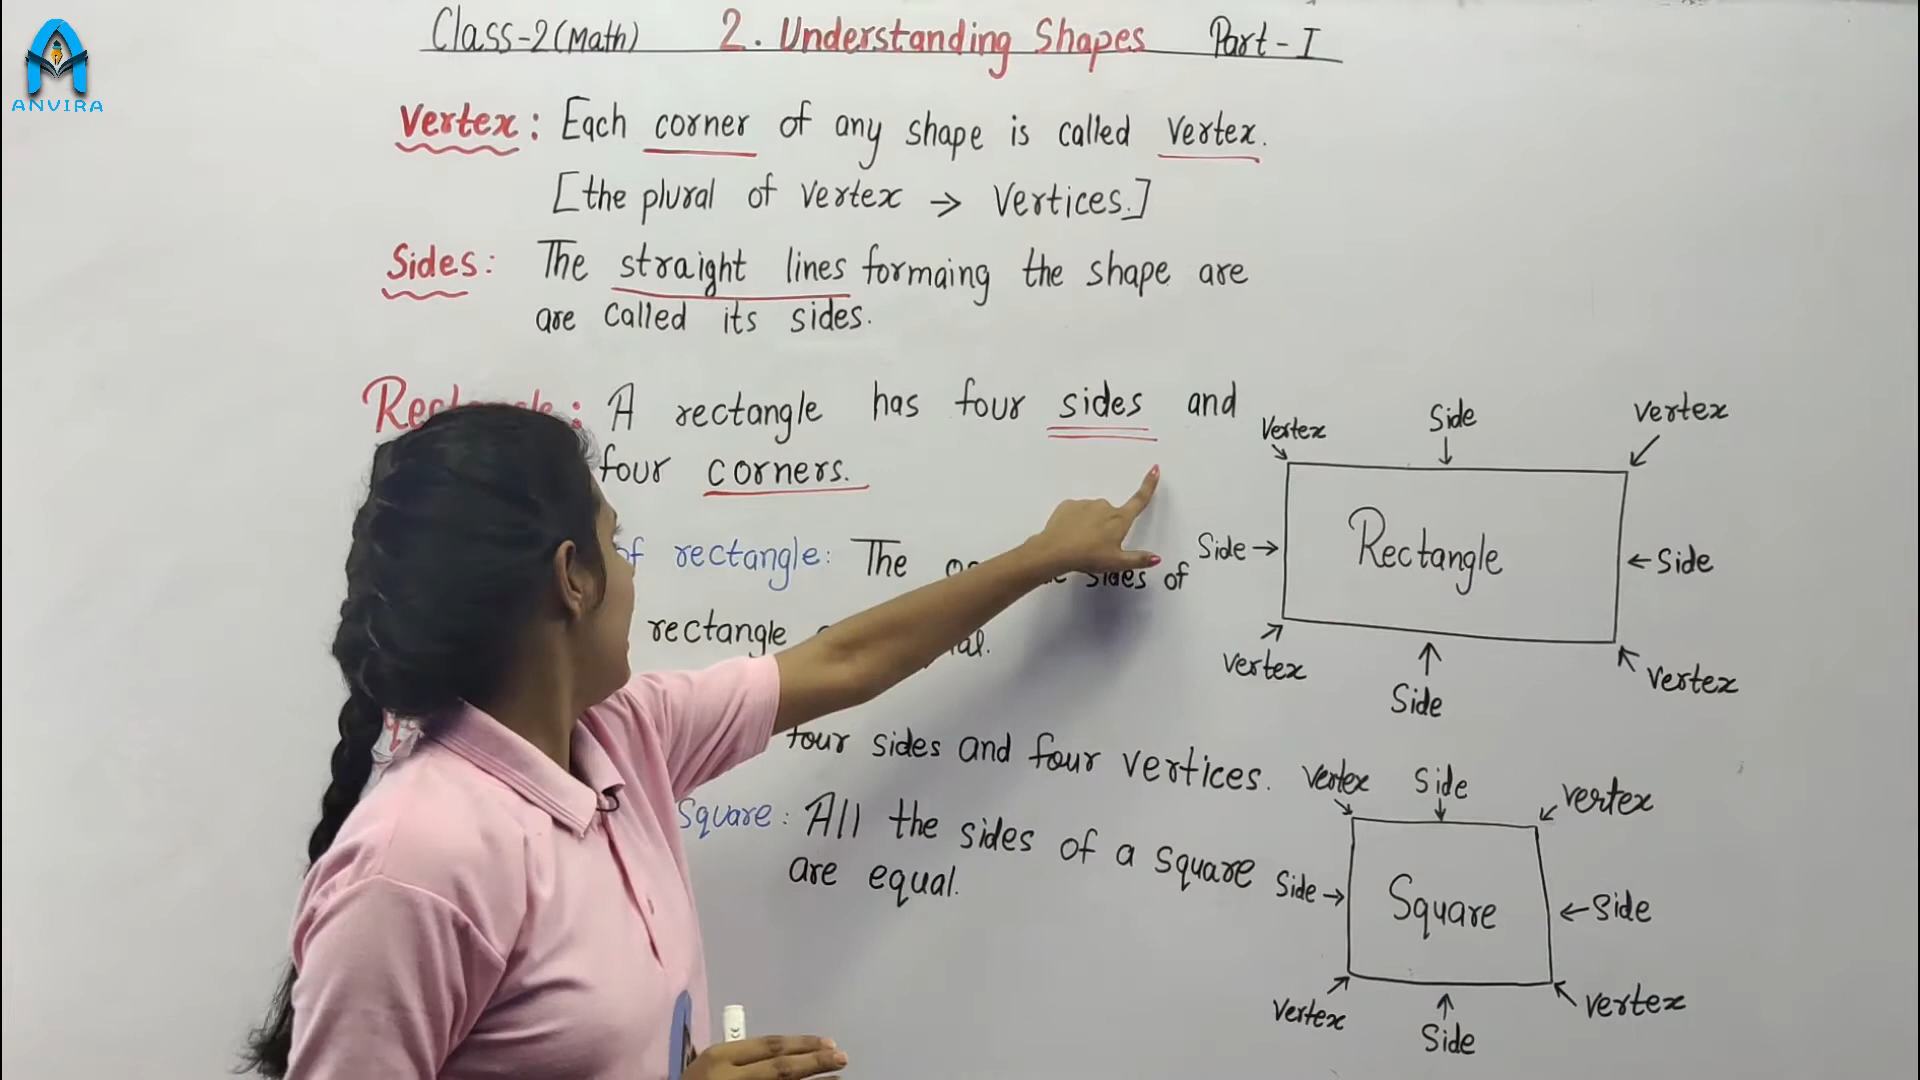 ANVIRA
Class-2 (Math) 2. Understanding Shapes Part-I
Vertex: Each corner of any shape is called vertex.
[the plural of vertex → vertices.]
Sides: The straight lines formaing the shape are
are called its sides.
A rectangle has four sides and
four corners.
of rectangle: The sides of
rectangle
four sides and four vertices.
Square: All the sides of a square
are equal.
Vertex Side vertex
Side → Rectangle ← Side
vertex Side vertex
vertex Side vertex
Side → Square ← Side
vertex Side vertex